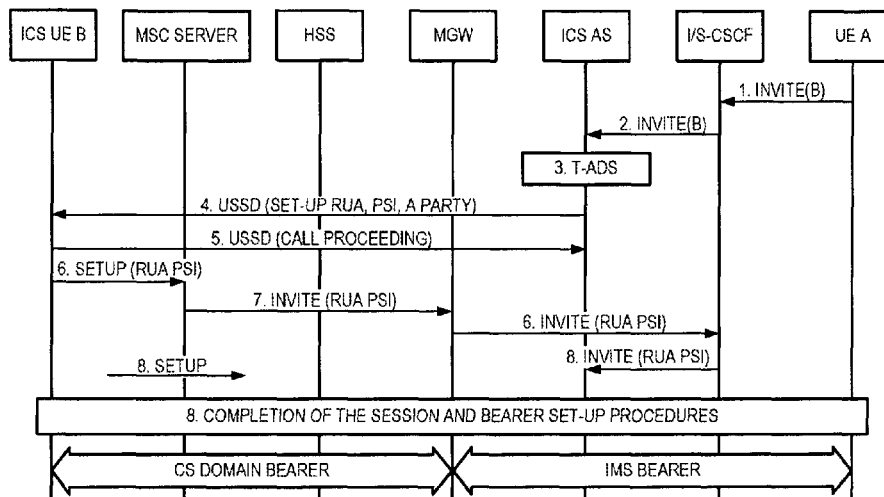 ICS UE B
MSC SERVER
HSS
MGW
ICS AS
I/S-CSCF
UE A
1. INVITE(B)
2. INVITE(B)
3. T-ADS
4. USSD (SET-UP RUA, PSI, A PARTY)
5. USSD (CALL PROCEEDING)
6. SETUP (RUA PSI)
7. INVITE (RUA PSI)
6. INVITE (RUA PSI)
8. INVITE (RUA PSI)
8. SETUP
8. COMPLETION OF THE SESSION AND BEARER SET-UP PROCEDURES
CS DOMAIN BEARER
IMS BEARER